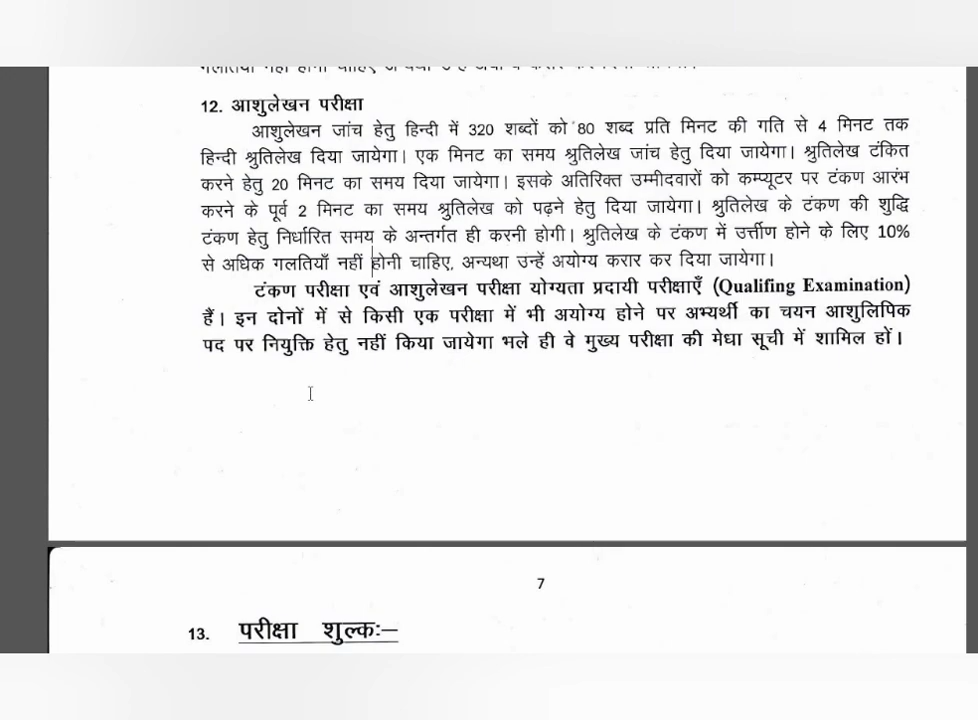 12. आशुलेखन परीक्षा
आशुलेखन जांच हेतु हिन्दी में 320 शब्दों को 80 शब्द प्रति मिनट की गति से 4 मिनट तक
हिन्दी श्रुतिलेख दिया जायेगा। एक मिनट का समय श्रुतिलेख जांच हेतु दिया जायेगा। श्रुतिलेख टंकित
करने हेतु 20 मिनट का समय दिया जायेगा। इसके अतिरिक्त उम्मीदवारों को कम्प्यूटर पर टंकण आरंभ
करने के पूर्व 2 मिनट का समय श्रुतिलेख को पढ़ने हेतु दिया जायेगा। श्रुतिलेख के टंकण की शुद्धि
टंकण हेतु निर्धारित समय के अन्तर्गत ही करनी होगी। श्रुतिलेख के टंकण में उर्त्तीण होने के लिए 10%
से अधिक गलतियाँ नहीं होनी चाहिए, अन्यथा उन्हें अयोग्य करार कर दिया जायेगा।
टंकण परीक्षा एवं आशुलेखन परीक्षा योग्यता प्रदायी परीक्षाएँ (Qualifing Examination)
हैं। इन दोनों में से किसी एक परीक्षा में भी अयोग्य होने पर अभ्यर्थी का चयन आशुलिपिक
पद पर नियुक्ति हेतु नहीं किया जायेगा भले ही वे मुख्य परीक्षा की मेधा सूची में शामिल हों।
7
13. परीक्षा शुल्कः–